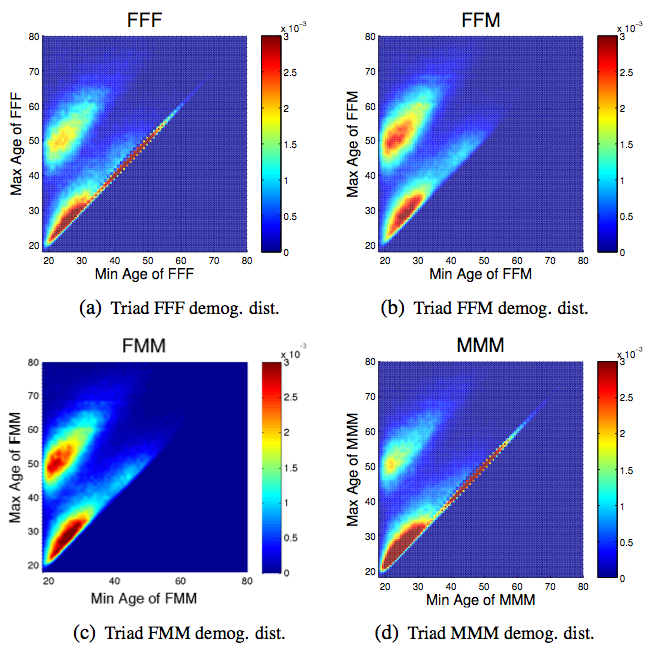 FFF
x 10⁻³
80
70
60
50
40
30
20
Max Age of FFF
20 30 40 50 60 70 80
Min Age of FFF
3
2.5
2
1.5
1
0.5
0
(a) Triad FFF demog. dist.
FFM
x 10⁻³
80
70
60
50
40
30
20
Max Age of FFM
20 30 40 50 60 70 80
Min Age of FFM
3
2.5
2
1.5
1
0.5
0
(b) Triad FFM demog. dist.
FMM
x 10⁻³
80
70
60
50
40
30
20
Max Age of FMM
20 40 60 80
Min Age of FMM
3
2.5
2
1.5
1
0.5
0
(c) Triad FMM demog. dist.
MMM
x 10⁻³
80
70
60
50
40
30
20
Max Age of MMM
20 30 40 50 60 70 80
Min Age of MMM
3
2.5
2
1.5
1
0.5
0
(d) Triad MMM demog. dist.